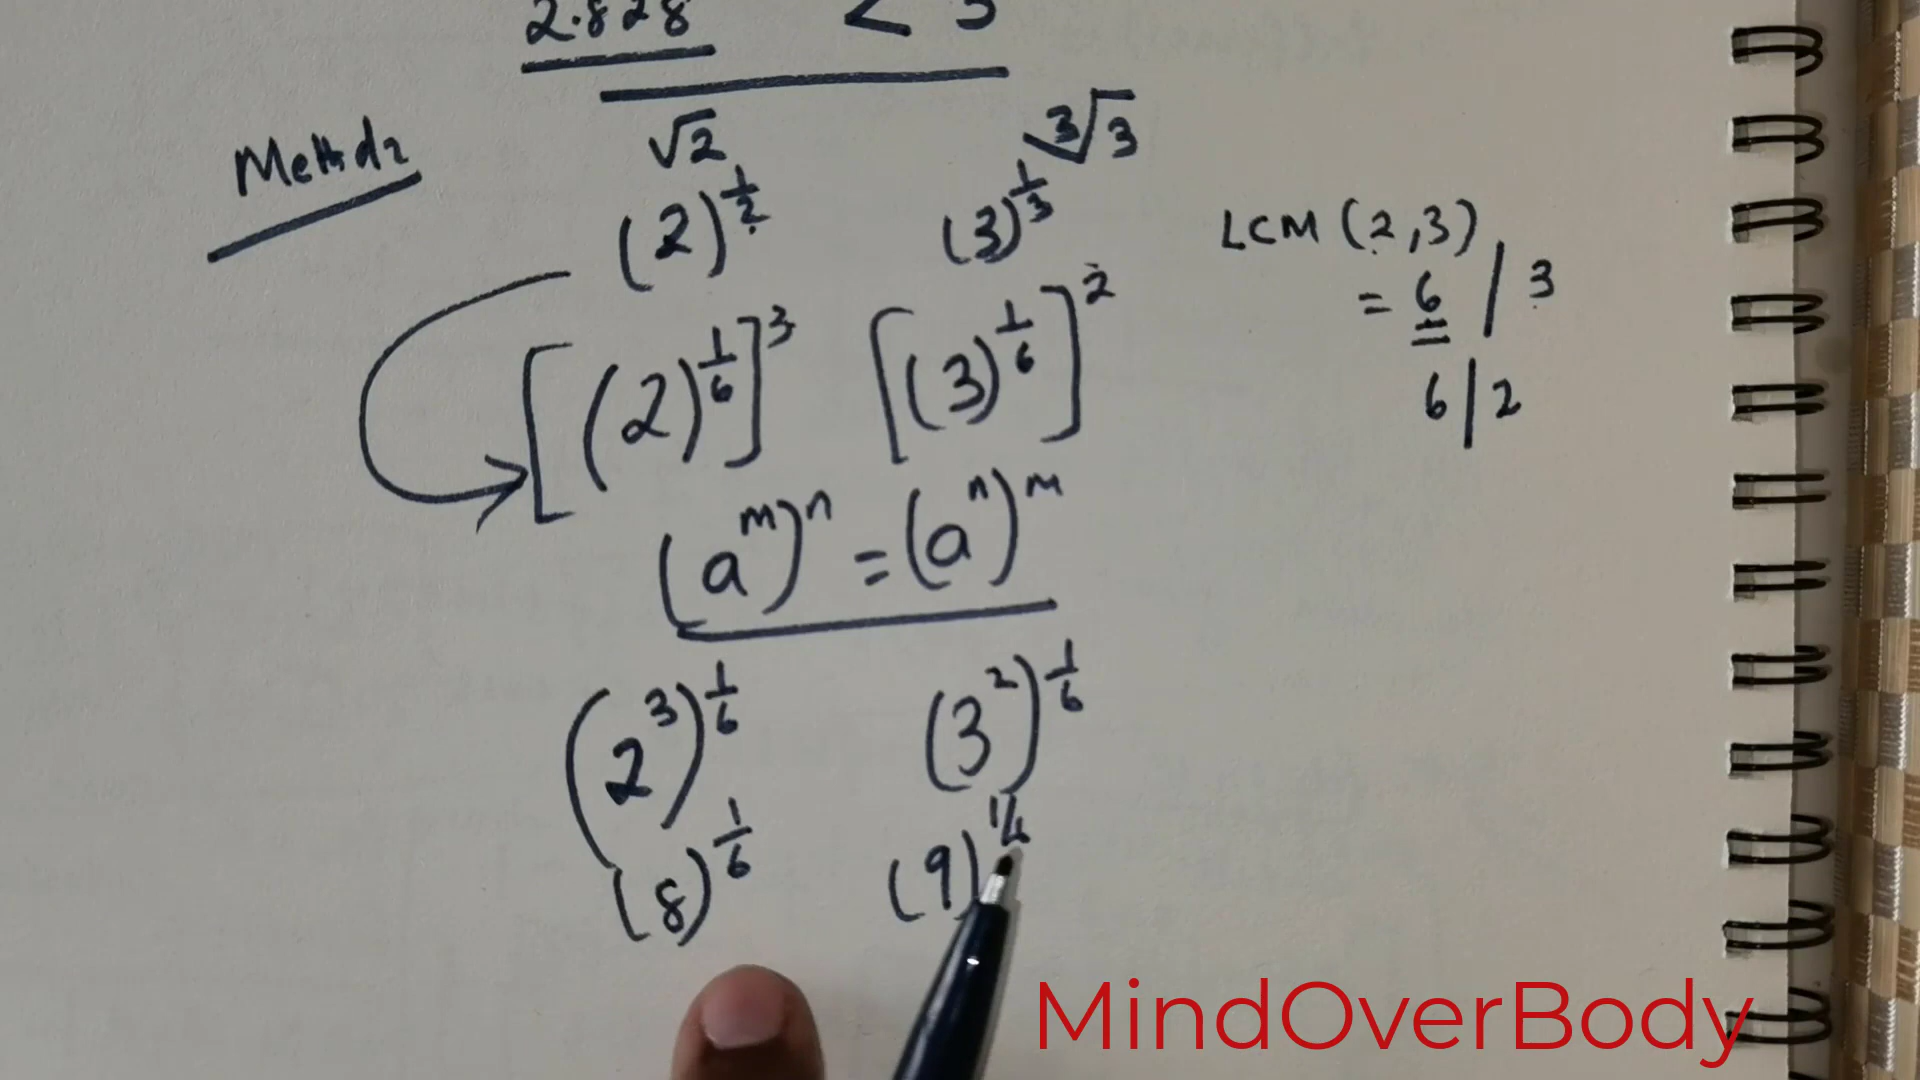 2.828 < 3
Method 2
√2 ∛3
(2)^1/2 (3)^1/3
LCM (2,3)
= 6 / 3
6 / 2
[(2)^1/6]^3 [(3)^1/6]^2
(a^m)^n = (a^n)^m
(2^3)^1/6 (3^2)^1/6
(8)^1/6 (9)^1/6
MindOverBody